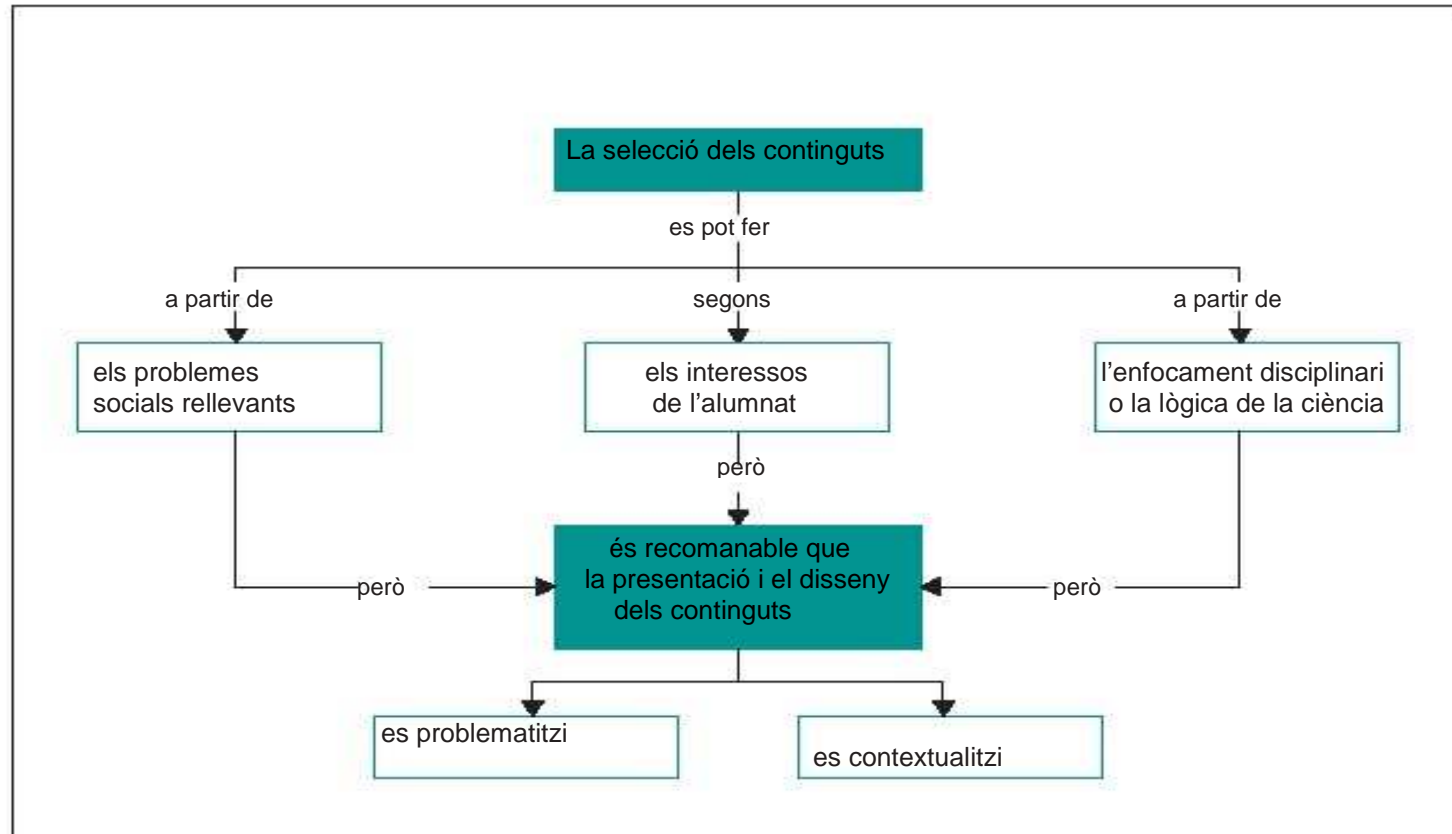 La selecció dels continguts
es pot fer
a partir de
segons
a partir de
els problemes
socials rellevants
els interessos
de l'alumnat
l'enfocament disciplinari
o la lògica de la ciència
però
és recomanable que
la presentació i el disseny
dels continguts
però
però
es problematitzi
es contextualitzi